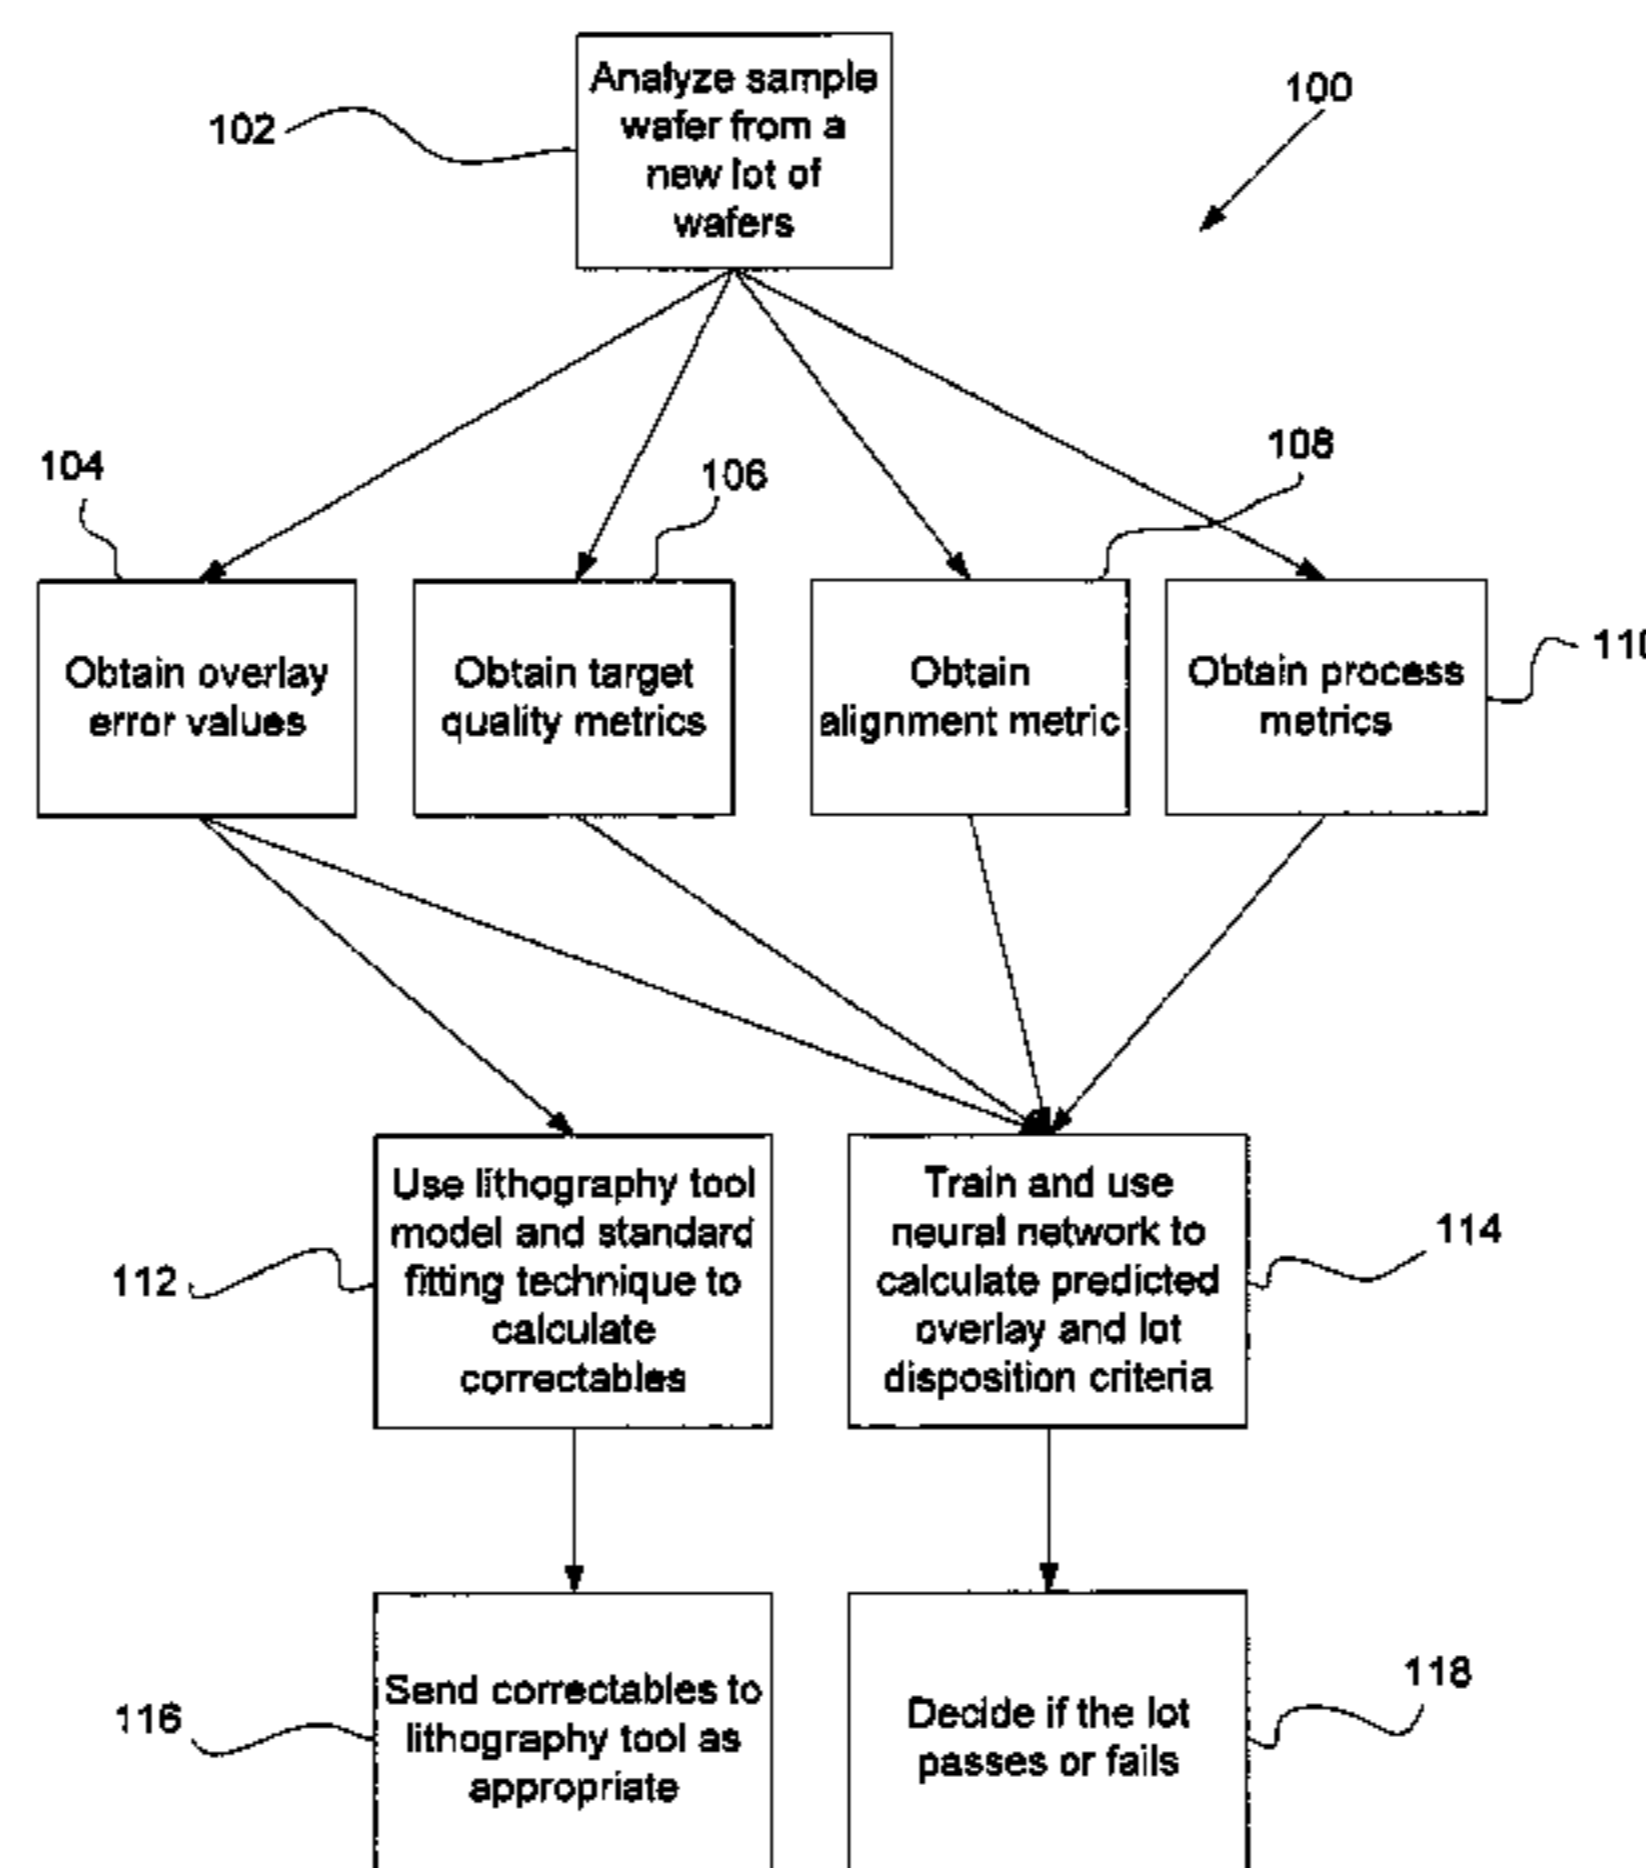 Analyze sample
wafer from a
new lot of
wafers
100
102
104
106
108
Obtain overlay
error values
Obtain target
quality metrics
Obtain
alignment metric
Obtain process
metrics
110
Use lithography tool
model and standard
fitting technique to
calculate
correctables
112
Train and use
neural network to
calculate predicted
overlay and lot
disposition criteria
114
Send correctables to
lithography tool as
appropriate
116
Decide if the lot
passes or fails
118